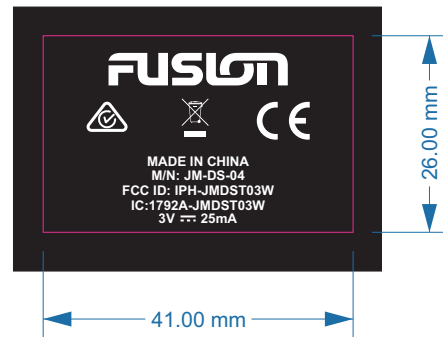 FUSION
CE
MADE IN CHINA
M/N: JM-DS-04
FCC ID: IPH-JMDST03W
IC:1792A-JMDST03W
3V ⎓ 25mA
26.00 mm
41.00 mm